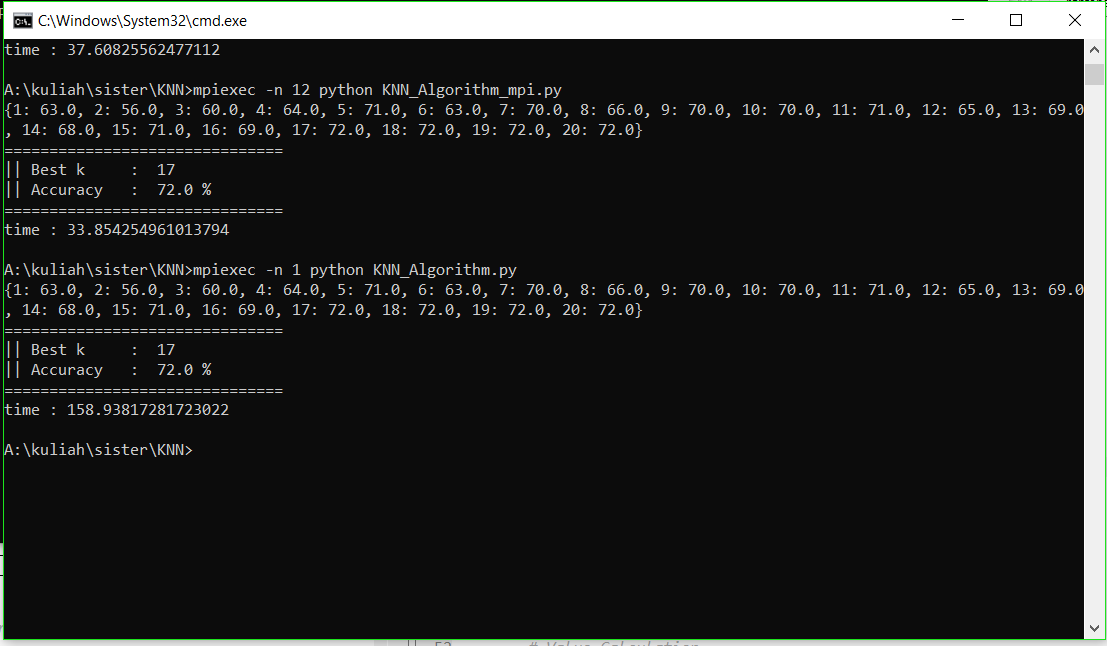 C:\Windows\System32\cmd.exe
time : 37.60825562477112
A:\kuliah\sister\KNN>mpiexec -n 12 python KNN_Algorithm_mpi.py
{1: 63.0, 2: 56.0, 3: 60.0, 4: 64.0, 5: 71.0, 6: 63.0, 7: 70.0, 8: 66.0, 9: 70.0, 10: 70.0, 11: 71.0, 12: 65.0, 13: 69.0
, 14: 68.0, 15: 71.0, 16: 69.0, 17: 72.0, 18: 72.0, 19: 72.0, 20: 72.0}
===============================
|| Best k     :  17
|| Accuracy   :  72.0 %
===============================
time : 33.854254961013794
A:\kuliah\sister\KNN>mpiexec -n 1 python KNN_Algorithm.py
{1: 63.0, 2: 56.0, 3: 60.0, 4: 64.0, 5: 71.0, 6: 63.0, 7: 70.0, 8: 66.0, 9: 70.0, 10: 70.0, 11: 71.0, 12: 65.0, 13: 69.0
, 14: 68.0, 15: 71.0, 16: 69.0, 17: 72.0, 18: 72.0, 19: 72.0, 20: 72.0}
===============================
|| Best k     :  17
|| Accuracy   :  72.0 %
===============================
time : 158.93817281723022
A:\kuliah\sister\KNN>